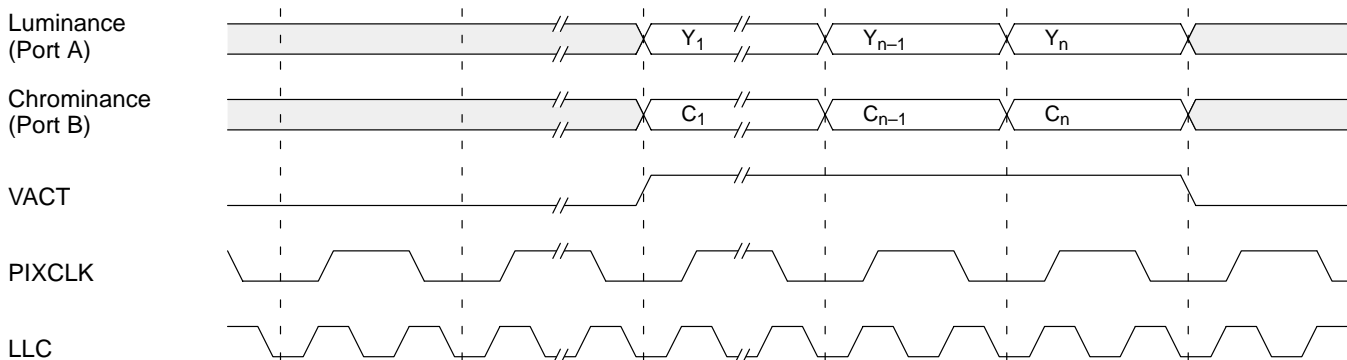 Luminance
(Port A)
Y₁
Yₙ₋₁
Yₙ
Chrominance
(Port B)
C₁
Cₙ₋₁
Cₙ
VACT
PIXCLK
LLC